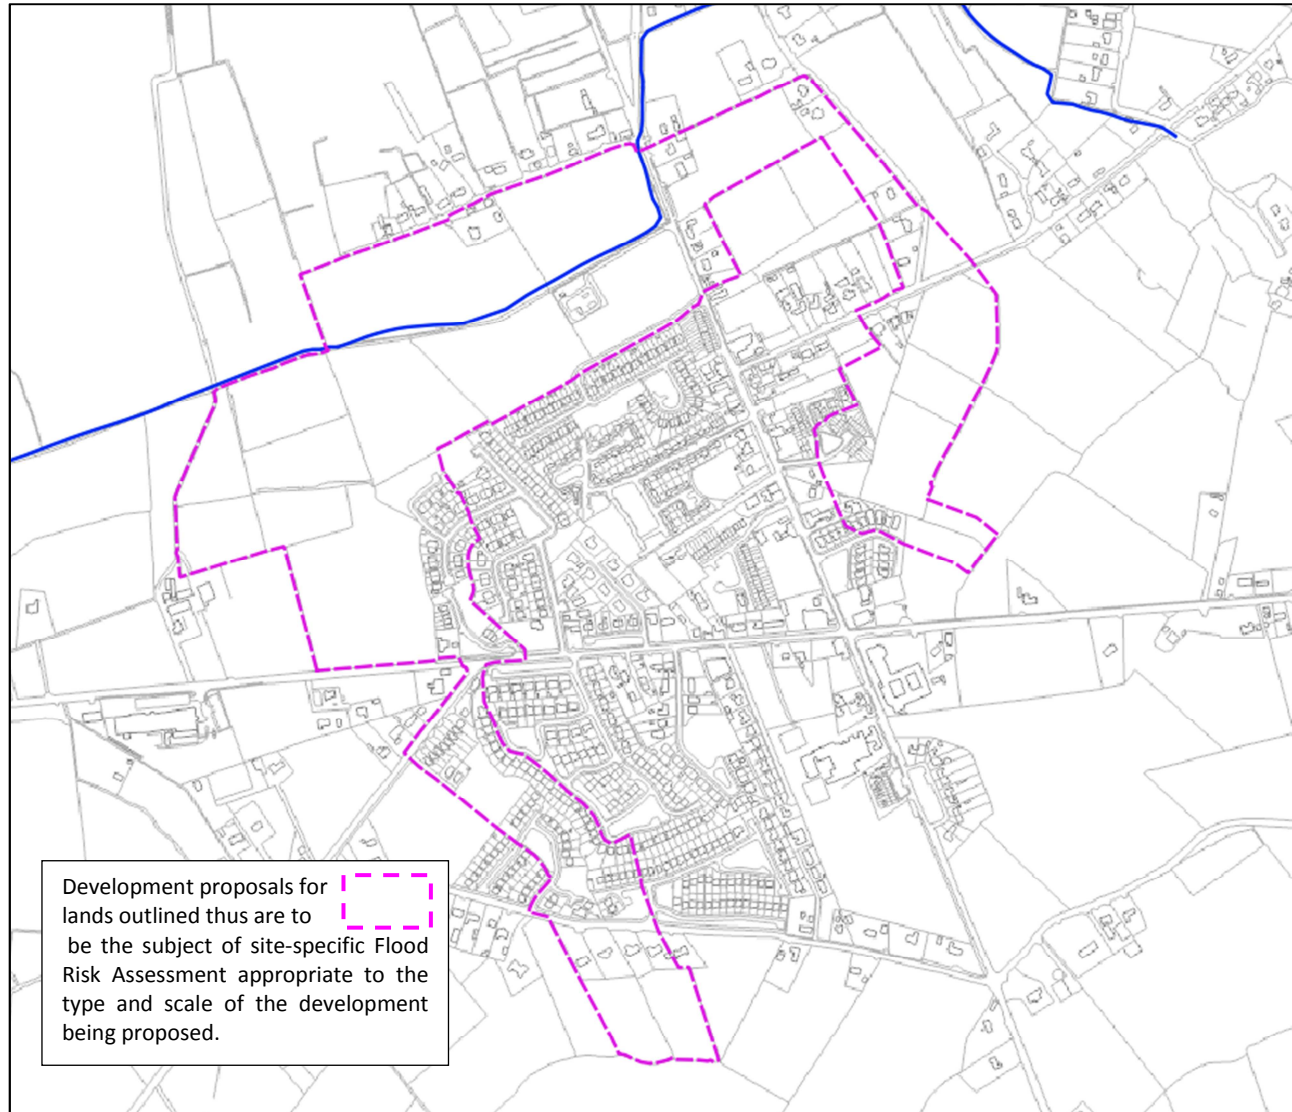 Development proposals for
lands outlined thus are to
be the subject of site-specific Flood
Risk Assessment appropriate to the
type and scale of the development
being proposed.